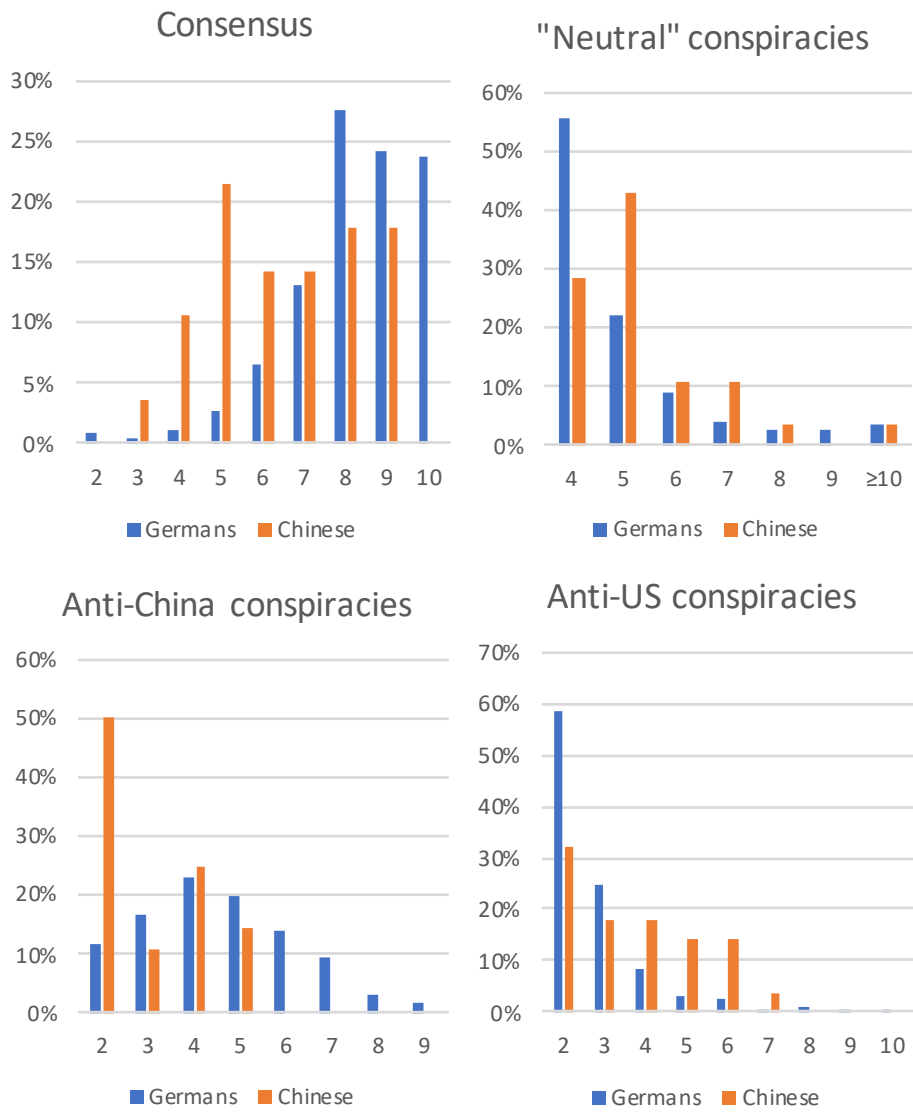 Consensus
30%
25%
20%
15%
10%
5%
0%
2 3 4 5 6 7 8 9 10
Germans Chinese
"Neutral" conspiracies
60%
50%
40%
30%
20%
10%
0%
4 5 6 7 8 9 ≥10
Germans Chinese
Anti-China conspiracies
60%
50%
40%
30%
20%
10%
0%
2 3 4 5 6 7 8 9
Germans Chinese
Anti-US conspiracies
70%
60%
50%
40%
30%
20%
10%
0%
2 3 4 5 6 7 8 9 10
Germans Chinese